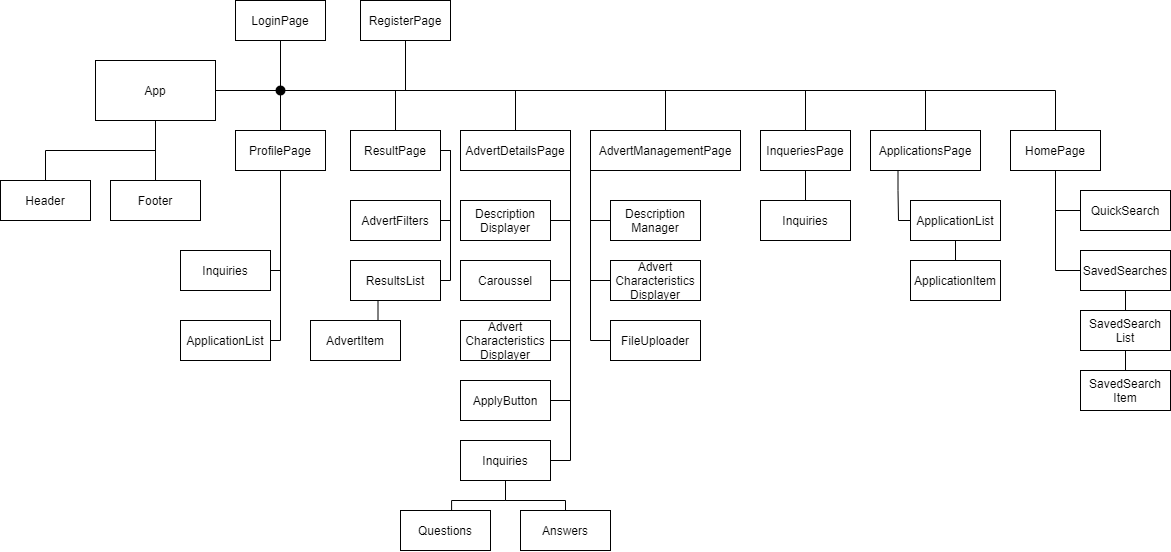 LoginPage
RegisterPage
App
ProfilePage
ResultPage
AdvertDetailsPage
AdvertManagementPage
InqueriesPage
ApplicationsPage
HomePage
Header
Footer
AdvertFilters
Description
Displayer
Description
Manager
Inquiries
ApplicationList
QuickSearch
Inquiries
ResultsList
Caroussel
Advert
Characteristics
Displayer
ApplicationItem
SavedSearches
ApplicationList
AdvertItem
Advert
Characteristics
Displayer
FileUploader
SavedSearch
List
ApplyButton
SavedSearch
Item
Inquiries
Questions
Answers